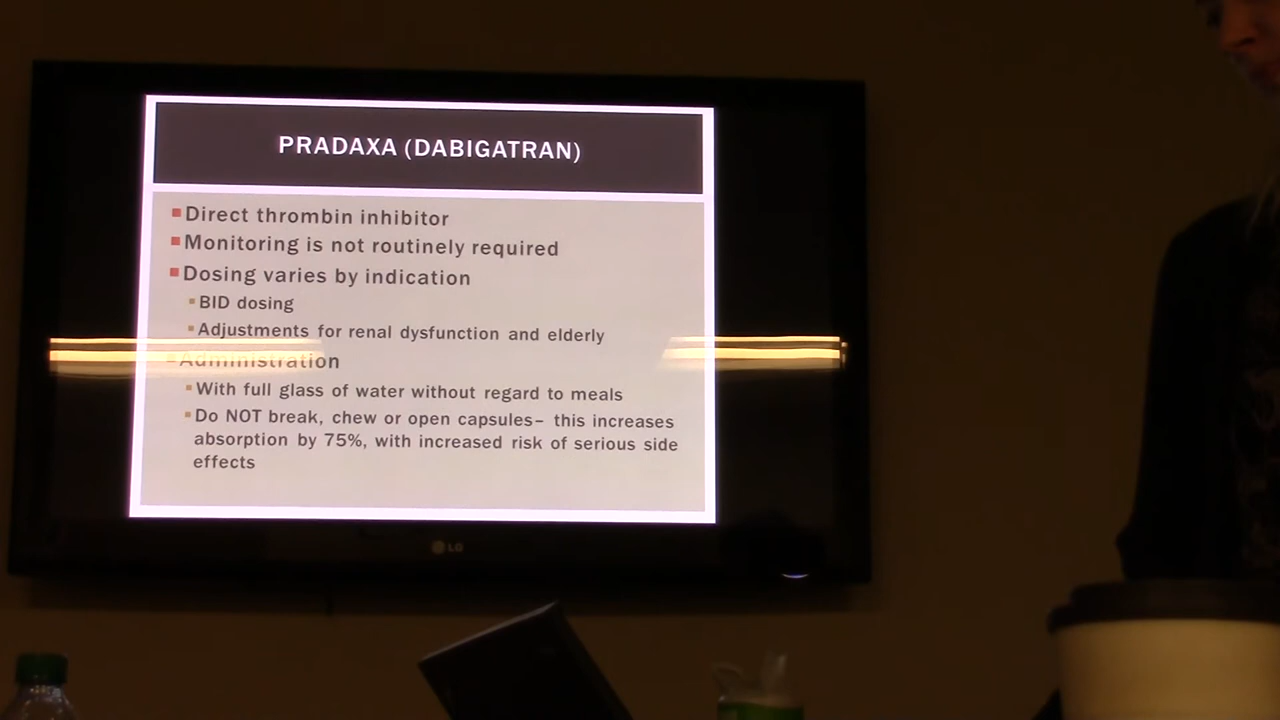 PRADAXA (DABIGATRAN)
Direct thrombin inhibitor
Monitoring is not routinely required
Dosing varies by indication
BID dosing
Adjustments for renal dysfunction and elderly
Administration
With full glass of water without regard to meals
Do NOT break, chew or open capsules– this increases
absorption by 75%, with increased risk of serious side
effects
LG